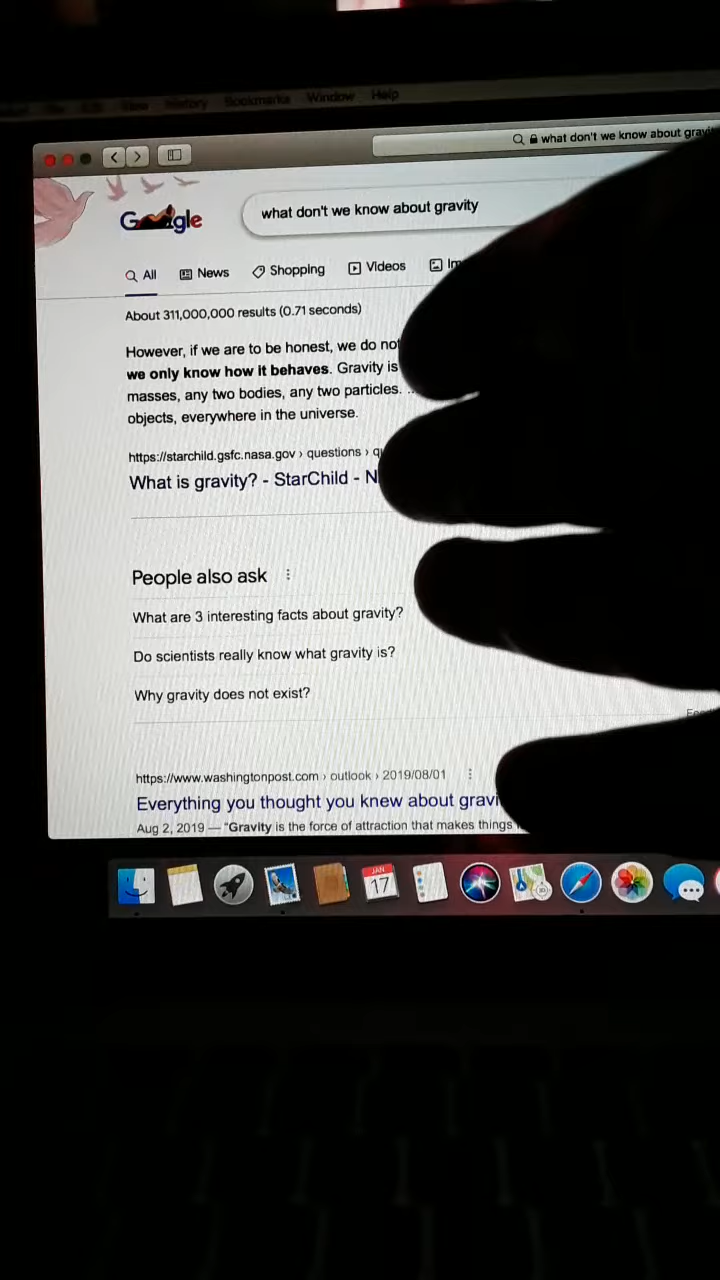 History Bookmarks Window Help
what don't we know about
Google
what don't we know about gravity
All News Shopping Videos
About 311,000,000 results (0.71 seconds)
However, if we are to be honest, we do not
we only know how it behaves. Gravity is
masses, any two bodies, any two particles. ...
objects, everywhere in the universe.
https://starchild.gsfc.nasa.gov › questions ›
What is gravity? - StarChild - N
People also ask
What are 3 interesting facts about gravity?
Do scientists really know what gravity is?
Why gravity does not exist?
https://www.washingtonpost.com › outlook › 2019/08/01
Everything you thought you knew about gravi
Aug 2, 2019 — "Gravity is the force of attraction that makes things
JAN
17